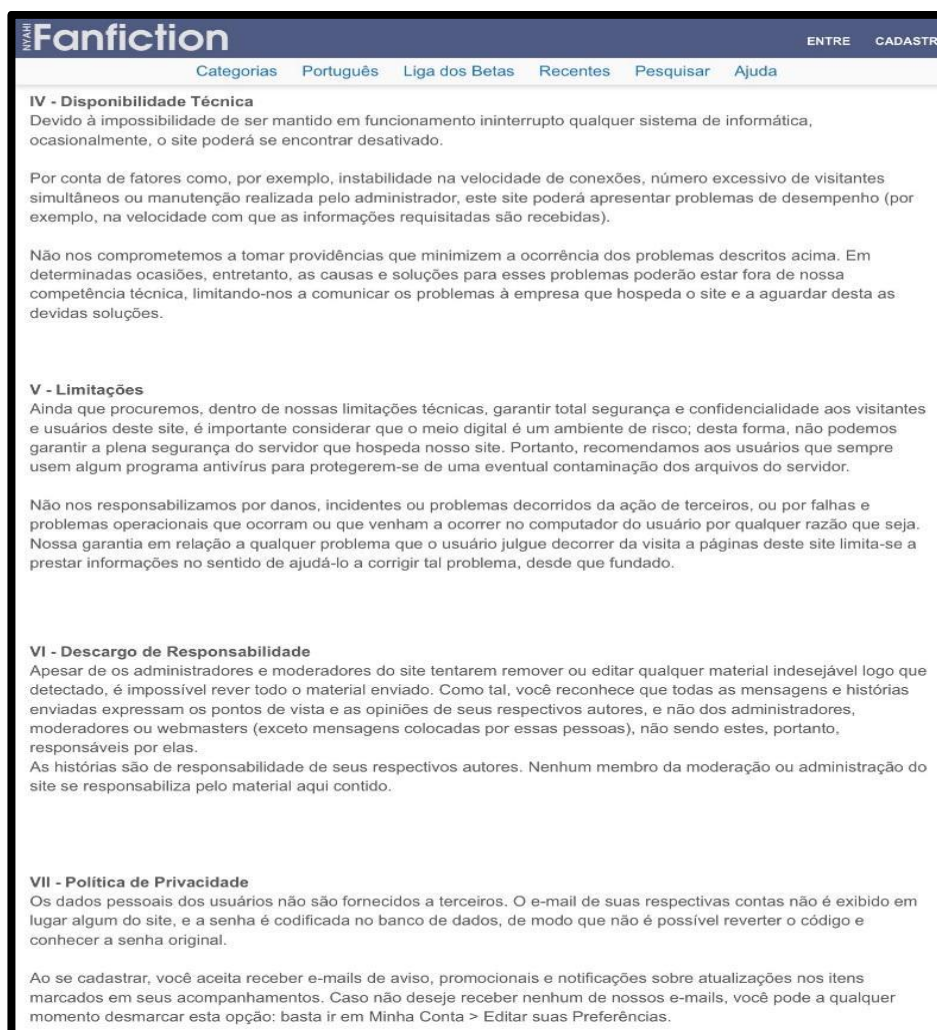 NYAH!
Fanfiction
ENTRE CADASTR
Categorias Português Liga dos Betas Recentes Pesquisar Ajuda
IV - Disponibilidade Técnica
Devido à impossibilidade de ser mantido em funcionamento ininterrupto qualquer sistema de informática,
ocasionalmente, o site poderá se encontrar desativado.
Por conta de fatores como, por exemplo, instabilidade na velocidade de conexões, número excessivo de visitantes
simultâneos ou manutenção realizada pelo administrador, este site poderá apresentar problemas de desempenho (por
exemplo, na velocidade com que as informações requisitadas são recebidas).
Não nos comprometemos a tomar providências que minimizem a ocorrência dos problemas descritos acima. Em
determinadas ocasiões, entretanto, as causas e soluções para esses problemas poderão estar fora de nossa
competência técnica, limitando-nos a comunicar os problemas à empresa que hospeda o site e a aguardar desta as
devidas soluções.
V - Limitações
Ainda que procuremos, dentro de nossas limitações técnicas, garantir total segurança e confidencialidade aos visitantes
e usuários deste site, é importante considerar que o meio digital é um ambiente de risco; desta forma, não podemos
garantir a plena segurança do servidor que hospeda nosso site. Portanto, recomendamos aos usuários que sempre
usem algum programa antivírus para protegerem-se de uma eventual contaminação dos arquivos do servidor.
Não nos responsabilizamos por danos, incidentes ou problemas decorridos da ação de terceiros, ou por falhas e
problemas operacionais que ocorram ou que venham a ocorrer no computador do usuário por qualquer razão que seja.
Nossa garantia em relação a qualquer problema que o usuário julgue decorrer da visita a páginas deste site limita-se a
prestar informações no sentido de ajudá-lo a corrigir tal problema, desde que fundado.
VI - Descargo de Responsabilidade
Apesar de os administradores e moderadores do site tentarem remover ou editar qualquer material indesejável logo que
detectado, é impossível rever todo o material enviado. Como tal, você reconhece que todas as mensagens e histórias
enviadas expressam os pontos de vista e as opiniões de seus respectivos autores, e não dos administradores,
moderadores ou webmasters (exceto mensagens colocadas por essas pessoas), não sendo estes, portanto,
responsáveis por elas.
As histórias são de responsabilidade de seus respectivos autores. Nenhum membro da moderação ou administração do
site se responsabiliza pelo material aqui contido.
VII - Política de Privacidade
Os dados pessoais dos usuários não são fornecidos a terceiros. O e-mail de suas respectivas contas não é exibido em
lugar algum do site, e a senha é codificada no banco de dados, de modo que não é possível reverter o código e
conhecer a senha original.
Ao se cadastrar, você aceita receber e-mails de aviso, promocionais e notificações sobre atualizações nos itens
marcados em seus acompanhamentos. Caso não deseje receber nenhum de nossos e-mails, você pode a qualquer
momento desmarcar esta opção: basta ir em Minha Conta > Editar suas Preferências.